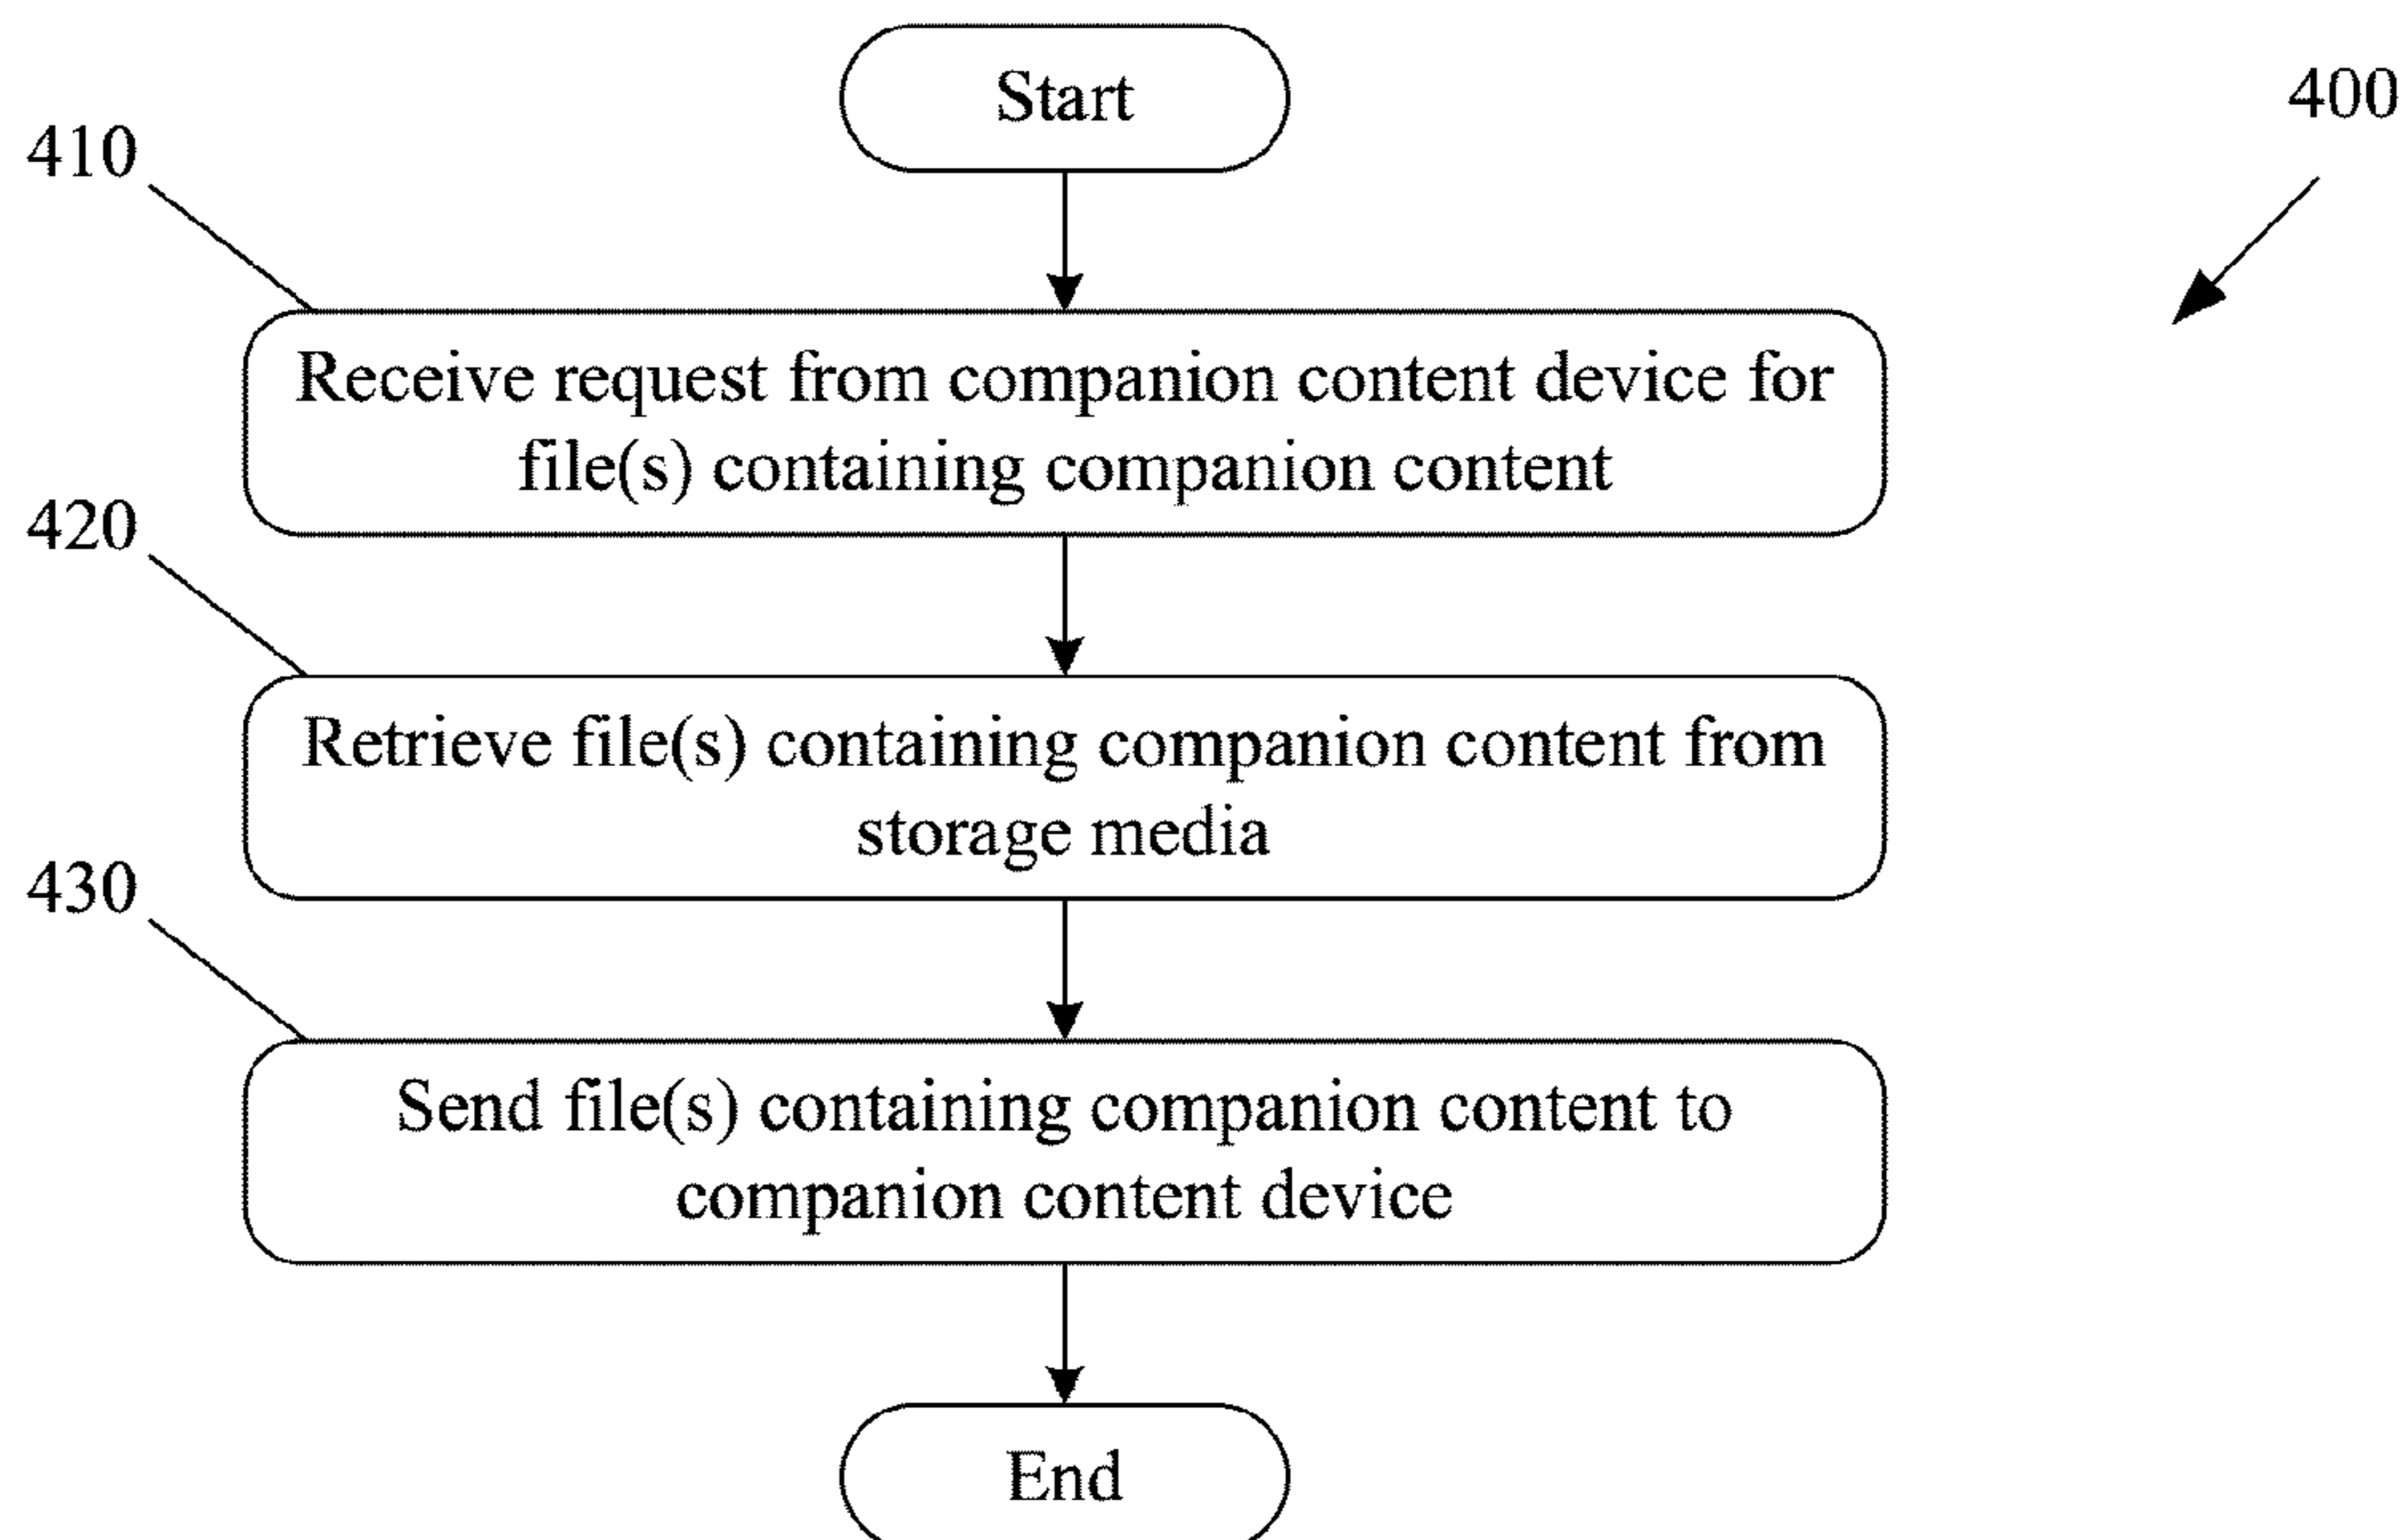 Start
400
410
Receive request from companion content device for
file(s) containing companion content
420
Retrieve file(s) containing companion content from
storage media
430
Send file(s) containing companion content to
companion content device
End